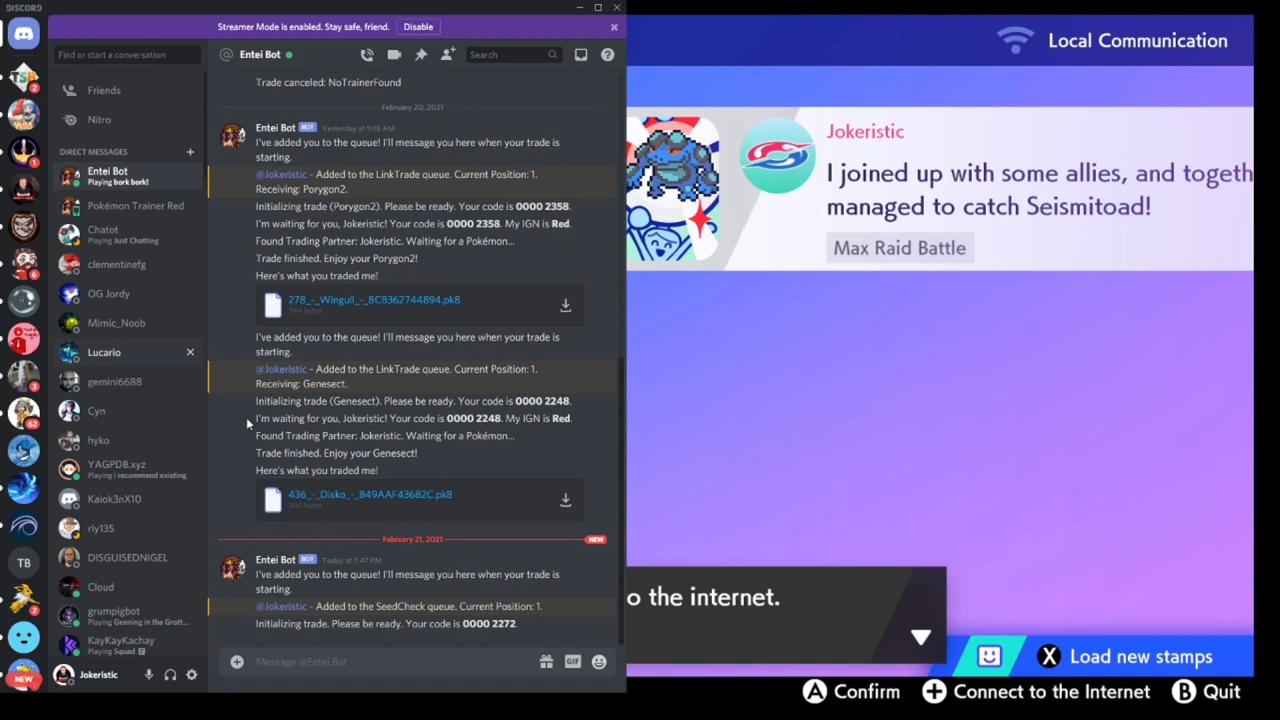 DISCORD
Streamer Mode is enabled. Stay safe, friend.
Disable
Find or start a conversation
Friends
Nitro
DIRECT MESSAGES
Entei Bot
Playing bork bork!
Pokémon Trainer Red
Chatot
Playing Just Chatting
clementinefg
OG Jordy
Mimic_Noob
Lucario
gemini6688
Cyn
hyko
YAGPDB.xyz
Playing i recommend existing
Kaiok3nX10
rly135
DISGUISEDNIGEL
Cloud
grumpigbot
Playing Genning in the Grott...
KayKayKachay
Playing Squad
Jokeristic
TSB
2
1
6
3
62
TB
2
NEW
@ Entei Bot
Search
Trade canceled: NoTrainerFound
February 20, 2021
Entei Bot BOT Yesterday at 9:18 AM
I've added you to the queue! I'll message you here when your trade is
starting.
@Jokeristic - Added to the LinkTrade queue. Current Position: 1.
Receiving: Porygon2.
Initializing trade (Porygon2). Please be ready. Your code is 0000 2358.
I'm waiting for you, Jokeristic! Your code is 0000 2358. My IGN is Red.
Found Trading Partner: Jokeristic. Waiting for a Pokémon...
Trade finished. Enjoy your Porygon2!
Here's what you traded me!
278_-_Wingull_-_8C8362744894.pk8
344 bytes
I've added you to the queue! I'll message you here when your trade is
starting.
@Jokeristic - Added to the LinkTrade queue. Current Position: 1.
Receiving: Genesect.
Initializing trade (Genesect). Please be ready. Your code is 0000 2248.
I'm waiting for you, Jokeristic! Your code is 0000 2248. My IGN is Red.
Found Trading Partner: Jokeristic. Waiting for a Pokémon...
Trade finished. Enjoy your Genesect!
Here's what you traded me!
436_-_Disko_-_849AAF43682C.pk8
344 bytes
February 21, 2021
NEW
Entei Bot BOT Today at 7:47 PM
I've added you to the queue! I'll message you here when your trade is
starting.
@Jokeristic - Added to the SeedCheck queue. Current Position: 1.
Initializing trade. Please be ready. Your code is 0000 2272.
Message @Entei Bot
GIF
Local Communication
Jokeristic
I joined up with some allies, and togeth
managed to catch Seismitoad!
Max Raid Battle
o the internet.
X Load new stamps
A Confirm
+ Connect to the Internet
B Quit